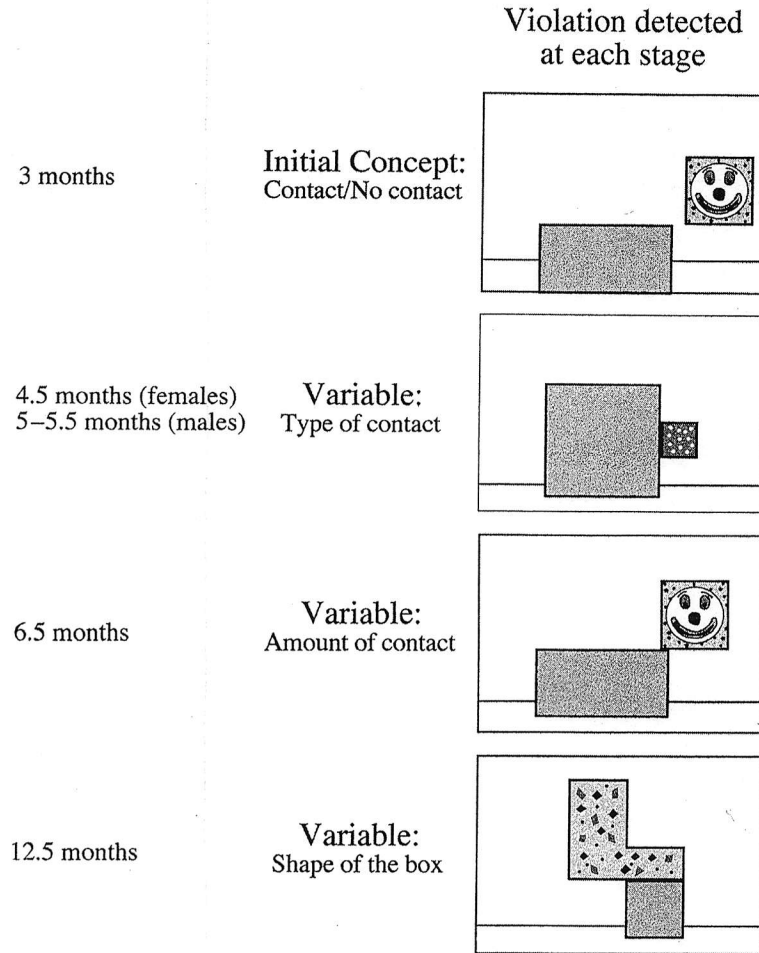 Violation detected
at each stage
3 months
Initial Concept:
Contact/No contact
4.5 months (females)
5–5.5 months (males)
Variable:
Type of contact
6.5 months
Variable:
Amount of contact
12.5 months
Variable:
Shape of the box